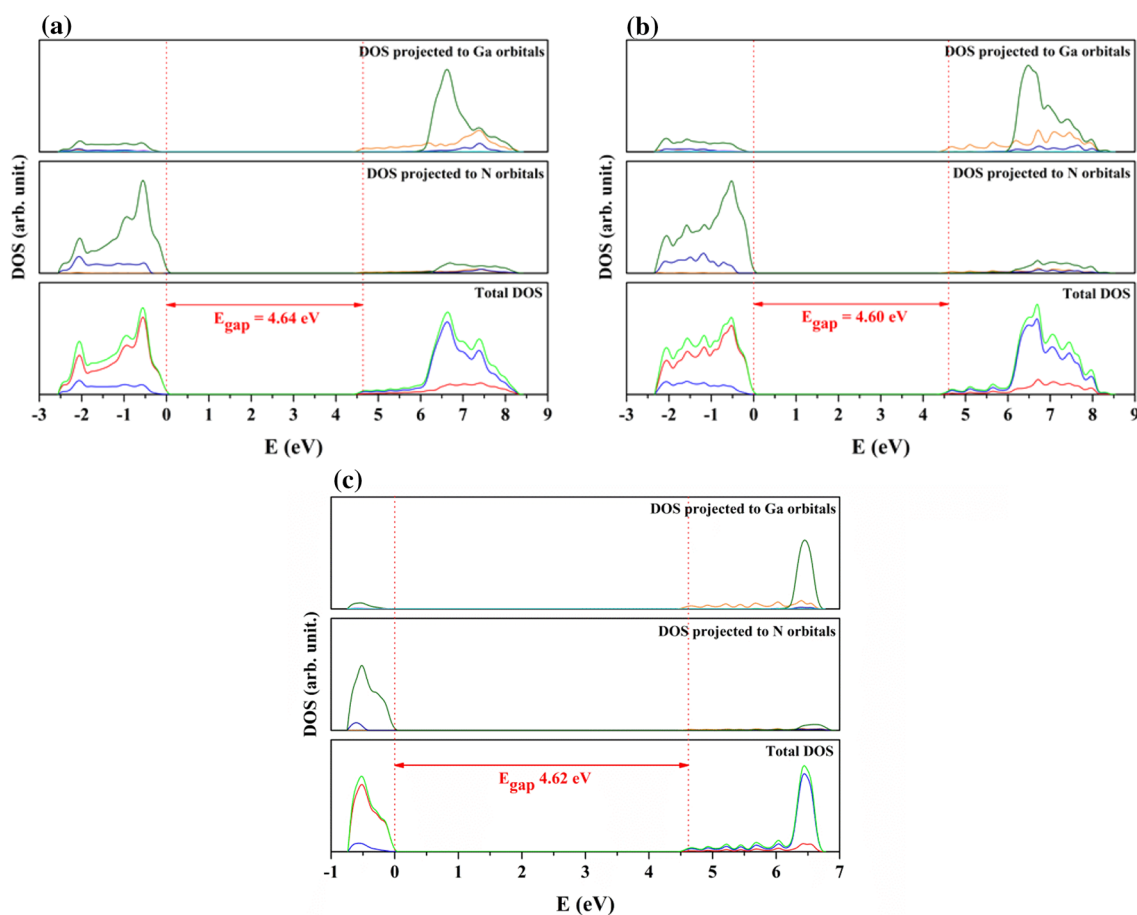 (a)
DOS projected to Ga orbitals
DOS projected to N orbitals
Total DOS
E gap = 4.64 eV
DOS (arb. unit.)
-3 -2 -1 0 1 2 3 4 5 6 7 8 9
E (eV)
(b)
DOS projected to Ga orbitals
DOS projected to N orbitals
Total DOS
E gap = 4.60 eV
DOS (arb. unit.)
-3 -2 -1 0 1 2 3 4 5 6 7 8 9
E (eV)
(c)
DOS projected to Ga orbitals
DOS projected to N orbitals
Total DOS
E gap 4.62 eV
DOS (arb. unit.)
-1 0 1 2 3 4 5 6 7
E (eV)